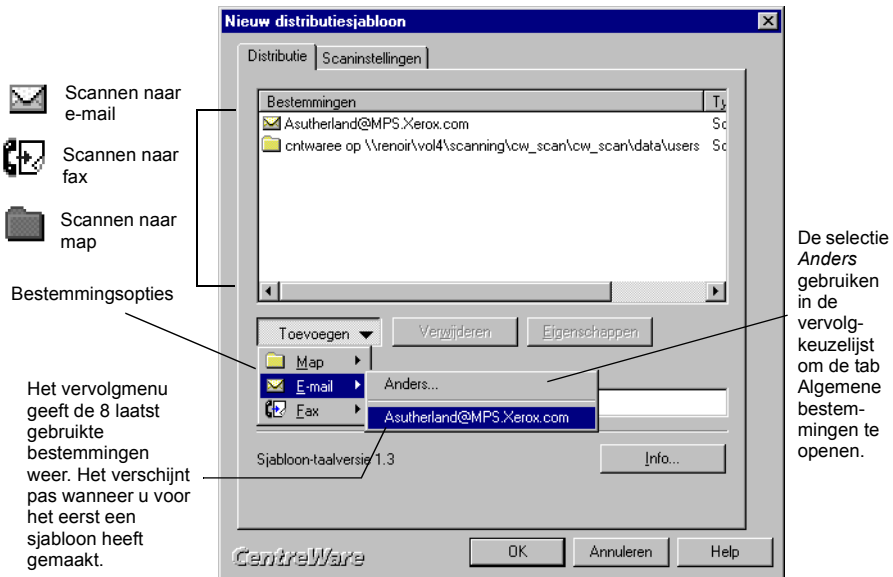 Nieuw distributiesjabloon
Distributie
Scaninstellingen
Bestemmingen
Ty
Asutherland@MPS.Xerox.com
Sc
cntwaree op \\renoir\vol4\scanning\cw_scan\cw_scan\data\users
Sc
Scannen naar
e-mail
Scannen naar
fax
Scannen naar
map
Bestemmingsopties
Toevoegen
Verwijderen
Eigenschappen
Map
E-mail
Fax
Anders...
Asutherland@MPS.Xerox.com
Sjabloon-taalversie 1.3
Info...
CentreWare
OK
Annuleren
Help
Het vervolgmenu
geeft de 8 laatst
gebruikte
bestemmingen
weer. Het verschijnt
pas wanneer u voor
het eerst een
sjabloon heeft
gemaakt.
De selectie
Anders
gebruiken
in de
vervolg-
keuzelijst
om de tab
Algemene
bestem-
mingen te
openen.